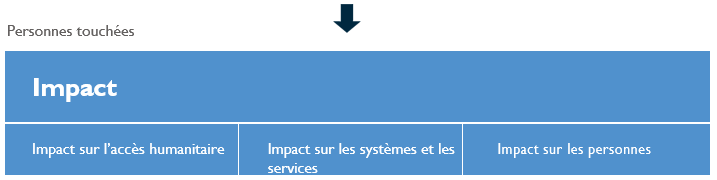 Personnes touchées
Impact
Impact sur l'accès humanitaire
Impact sur les systèmes et les
services
Impact sur les personnes